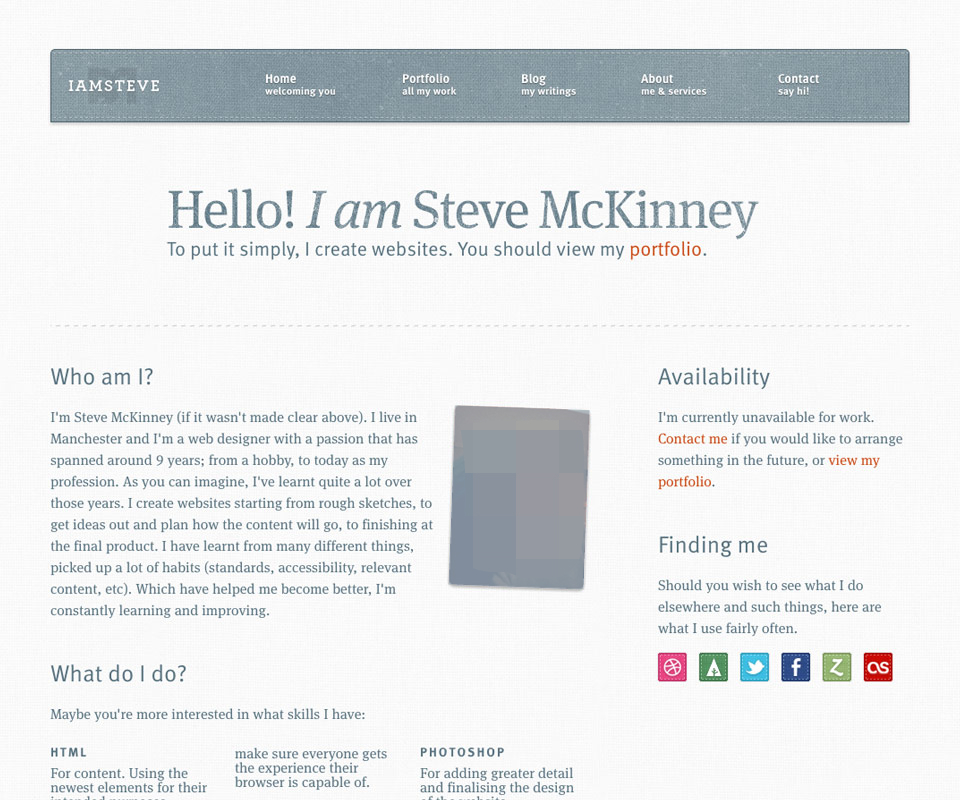 IAMSTEVE
Home
welcoming you
Portfolio
all my work
Blog
my writings
About
me & services
Contact
say hi!
Hello! I am Steve McKinney
To put it simply, I create websites. You should view my portfolio.
Who am I?
I'm Steve McKinney (if it wasn't made clear above). I live in
Manchester and I'm a web designer with a passion that has
spanned around 9 years; from a hobby, to today as my
profession. As you can imagine, I've learnt quite a lot over
those years. I create websites starting from rough sketches, to
get ideas out and plan how the content will go, to finishing at
the final product. I have learnt from many different things,
picked up a lot of habits (standards, accessibility, relevant
content, etc). Which have helped me become better, I'm
constantly learning and improving.
What do I do?
Maybe you're more interested in what skills I have:
HTML
For content. Using the
newest elements for their
make sure everyone gets
the experience their
browser is capable of.
PHOTOSHOP
For adding greater detail
and finalising the design
Availability
I'm currently unavailable for work.
Contact me if you would like to arrange
something in the future, or view my
portfolio.
Finding me
Should you wish to see what I do
elsewhere and such things, here are
what I use fairly often.